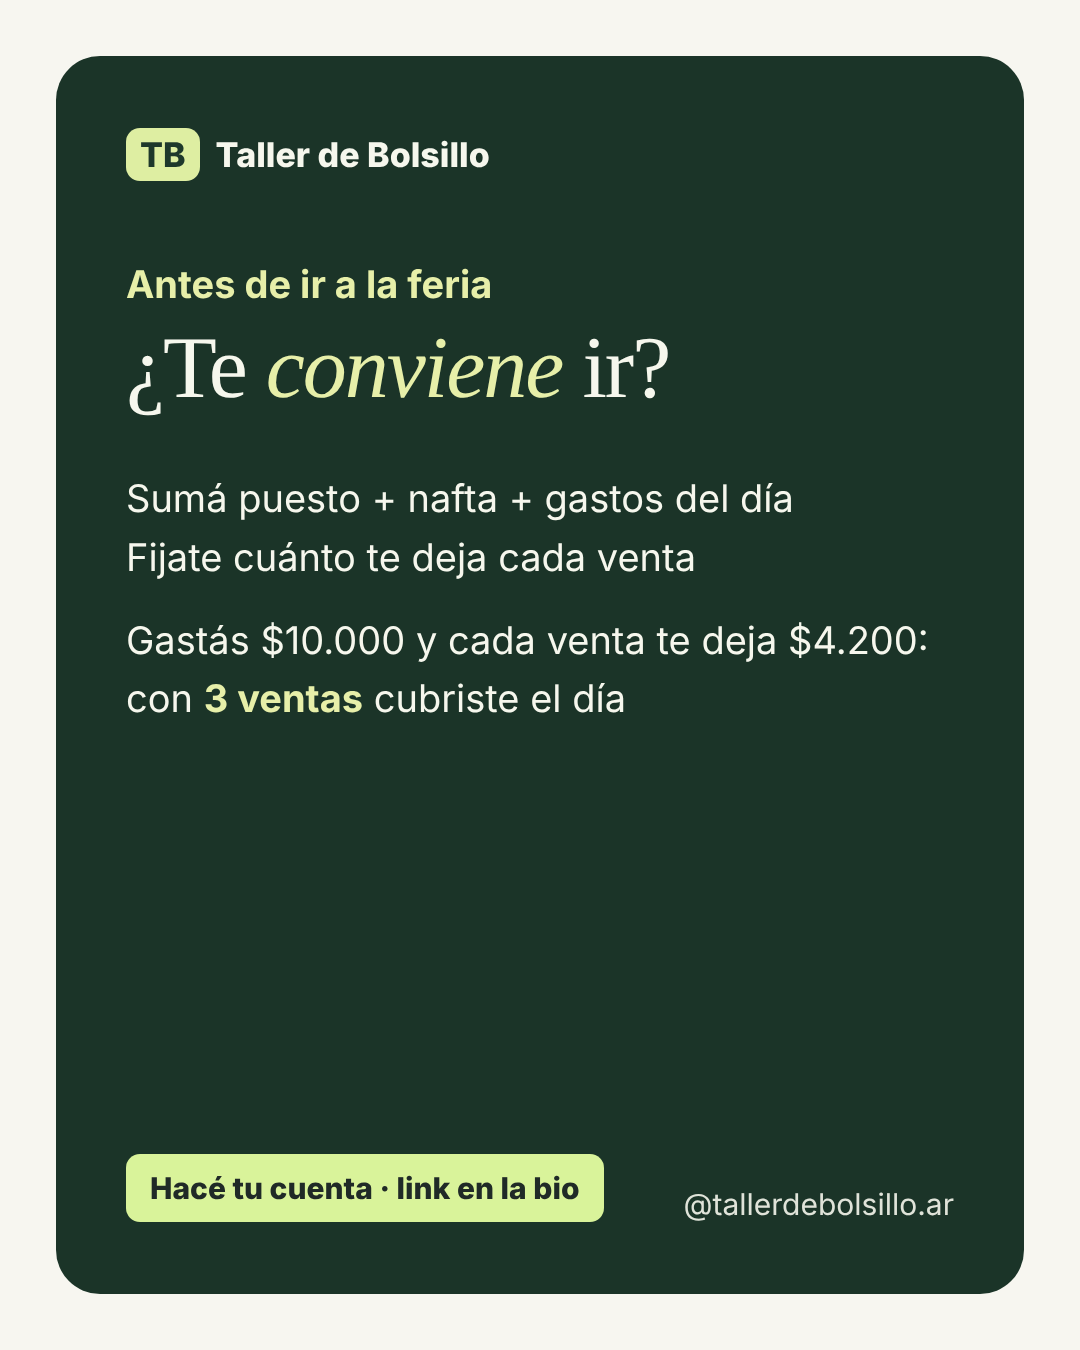 TB Taller de Bolsillo
Antes de ir a la feria
¿Te conviene ir?
Sumá puesto + nafta + gastos del día
Fijate cuánto te deja cada venta
Gastás $10.000 y cada venta te deja $4.200:
con 3 ventas cubriste el día
Hacé tu cuenta · link en la bio
@tallerdebolsillo.ar